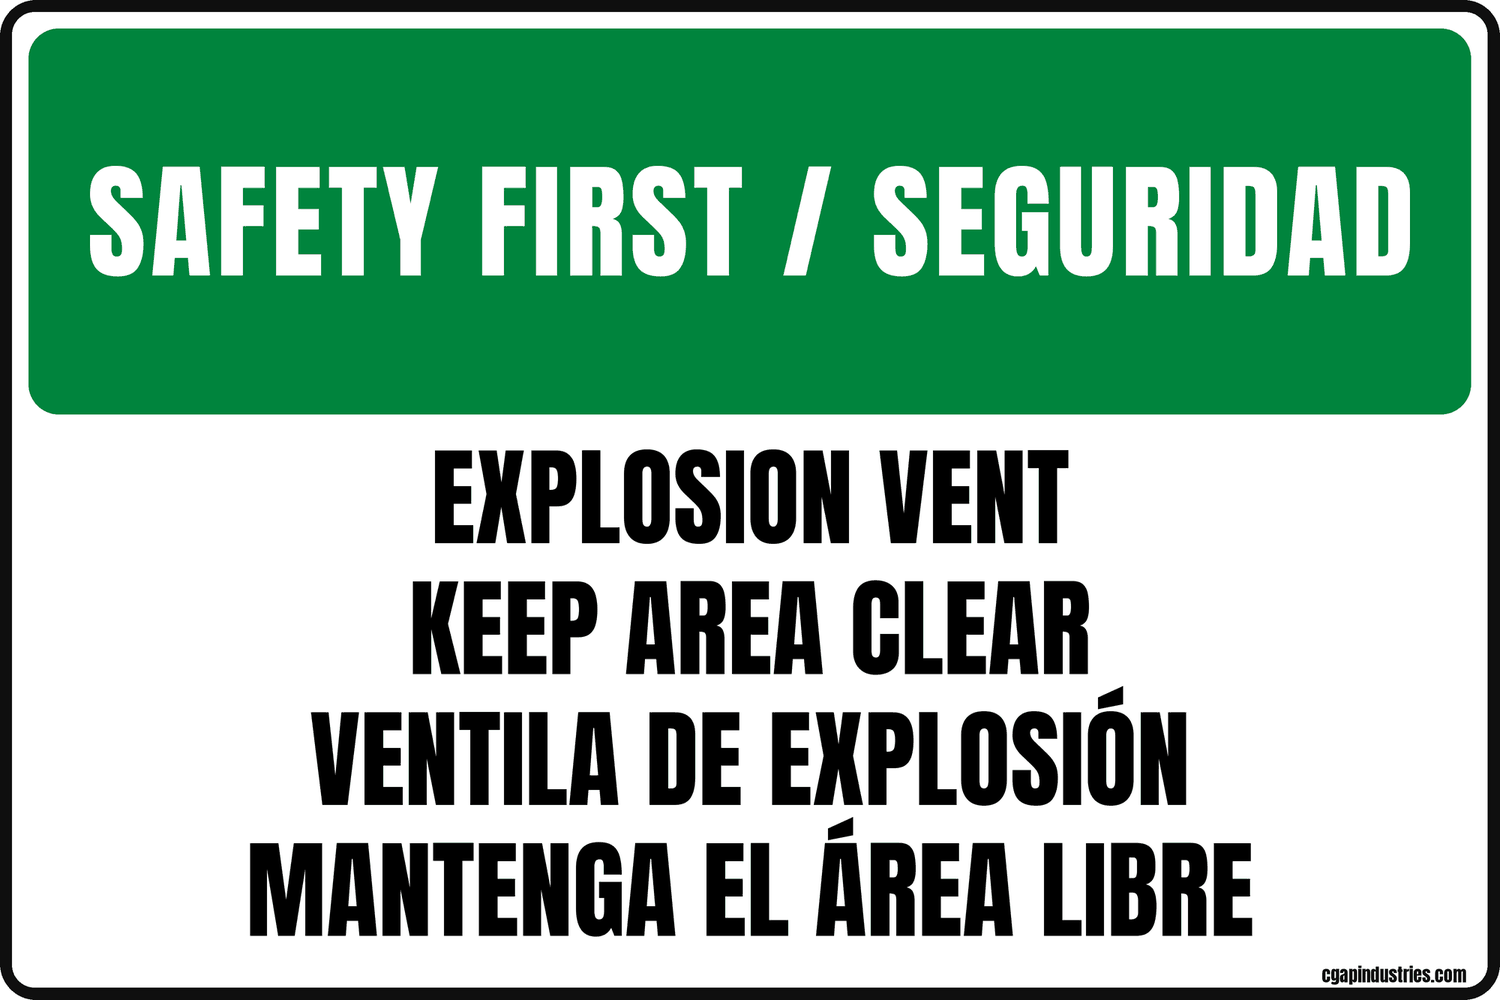 SAFETY FIRST / SEGURIDAD
EXPLOSION VENT
KEEP AREA CLEAR
VENTILA DE EXPLOSIÓN
MANTENGA EL ÁREA LIBRE
cgapindustries.com